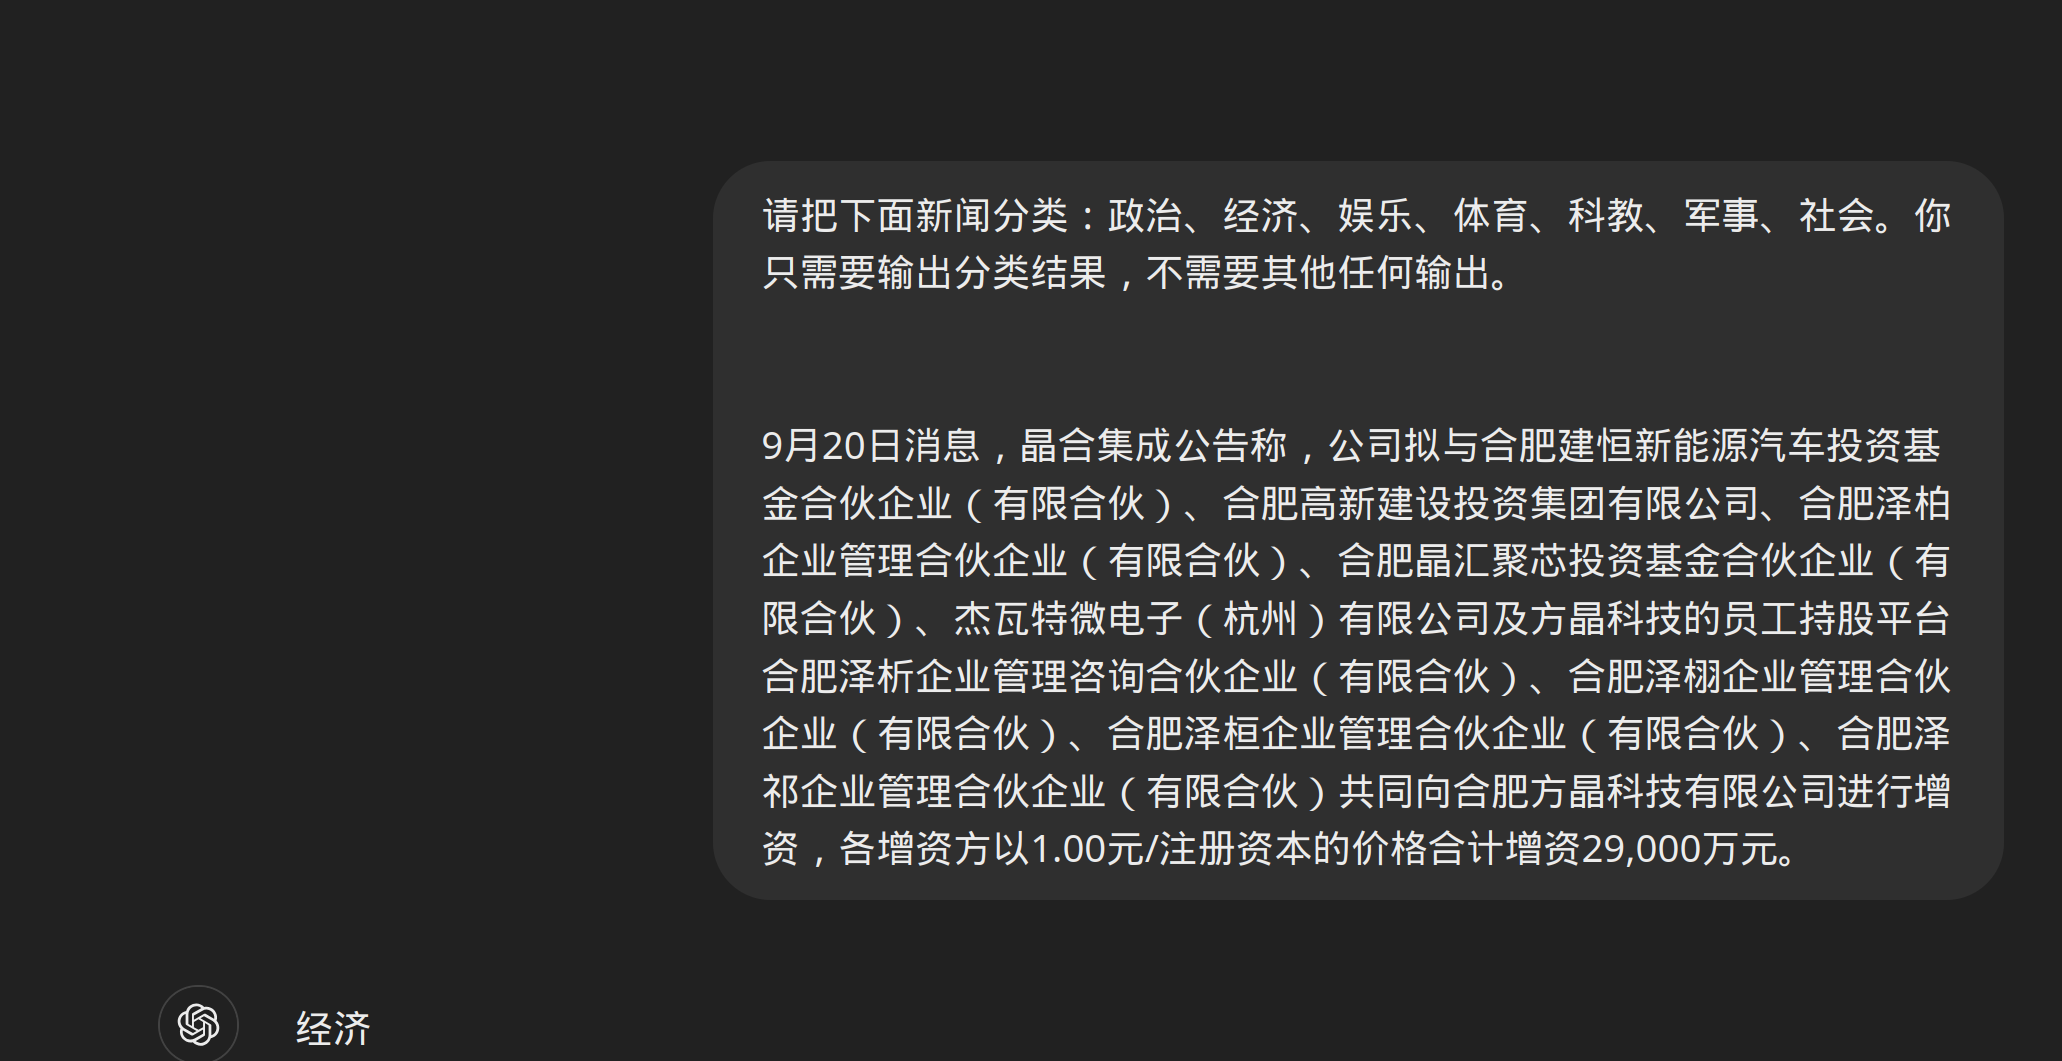 请把下面新闻分类：政治、经济、娱乐、体育、科教、军事、社会。你
只需要输出分类结果，不需要其他任何输出。
9月20日消息，晶合集成公告称，公司拟与合肥建恒新能源汽车投资基
金合伙企业（有限合伙）、合肥高新建设投资集团有限公司、合肥泽柏
企业管理合伙企业（有限合伙）、合肥晶汇聚芯投资基金合伙企业（有
限合伙）、杰瓦特微电子（杭州）有限公司及方晶科技的员工持股平台
合肥泽析企业管理咨询合伙企业（有限合伙）、合肥泽栩企业管理合伙
企业（有限合伙）、合肥泽桓企业管理合伙企业（有限合伙）、合肥泽
祁企业管理合伙企业（有限合伙）共同向合肥方晶科技有限公司进行增
资，各增资方以1.00元/注册资本的价格合计增资29,000万元。
经济